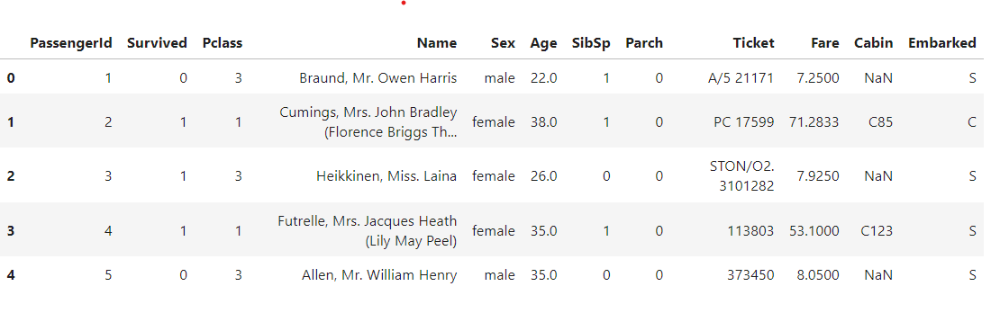 PassengerId Survived Pclass Name Sex Age SibSp Parch Ticket Fare Cabin Embarked
0 1 0 3 Braund, Mr. Owen Harris male 22.0 1 0 A/5 21171 7.2500 NaN S
1 2 1 1 Cumings, Mrs. John Bradley (Florence Briggs Th... female 38.0 1 0 PC 17599 71.2833 C85 C
2 3 1 3 Heikkinen, Miss. Laina female 26.0 0 0 STON/O2. 3101282 7.9250 NaN S
3 4 1 1 Futrelle, Mrs. Jacques Heath (Lily May Peel) female 35.0 1 0 113803 53.1000 C123 S
4 5 0 3 Allen, Mr. William Henry male 35.0 0 0 373450 8.0500 NaN S